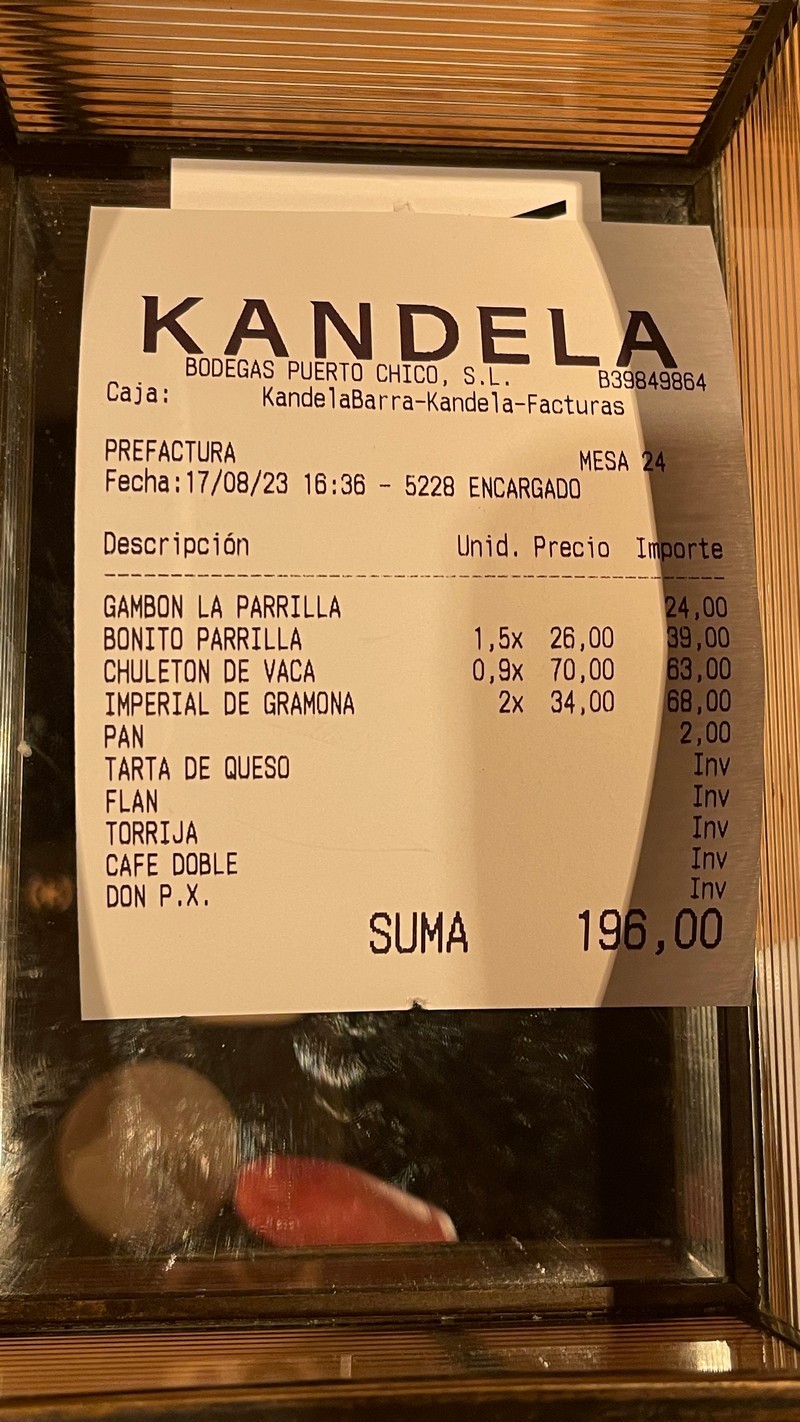 KANDELA
BODEGAS PUERTO CHICO, S.L. B39849864
Caja: KandelaBarra-Kandela-Facturas
PREFACTURA MESA 24
Fecha:17/08/23 16:36 - 5228 ENCARGADO
Descripción Unid. Precio Importe
GAMBON LA PARRILLA 24,00
BONITO PARRILLA 1,5x 26,00 39,00
CHULETON DE VACA 0,9x 70,00 63,00
IMPERIAL DE GRAMONA 2x 34,00 68,00
PAN 2,00
TARTA DE QUESO Inv
FLAN Inv
TORRIJA Inv
CAFE DOBLE Inv
DON P.X. Inv
SUMA 196,00